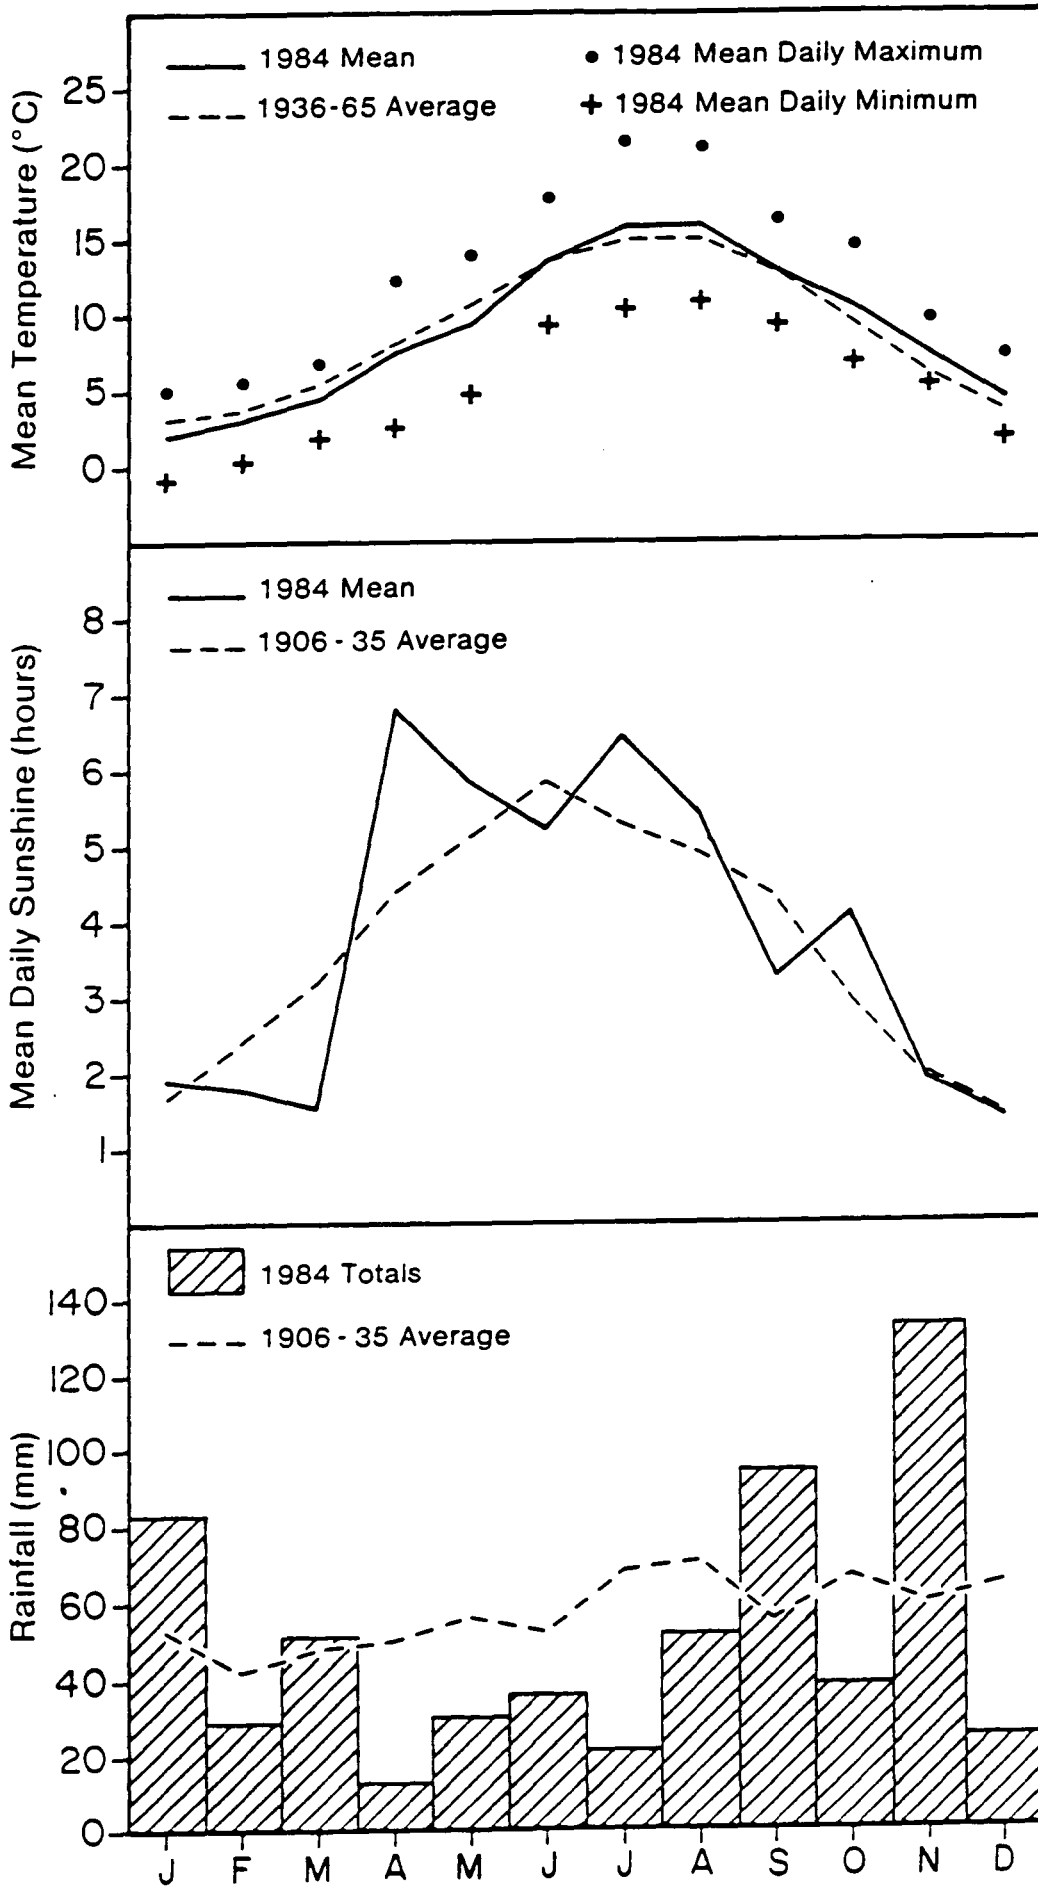 1984 Mean
1936-65 Average
1984 Mean Daily Maximum
1984 Mean Daily Minimum
Mean Temperature (°C)
25
20
15
10
5
0
1984 Mean
1906 - 35 Average
Mean Daily Sunshine (hours)
8
7
6
5
4
3
2
1
1984 Totals
1906 - 35 Average
Rainfall (mm)
140
120
100
80
60
40
20
0
J F M A M J J A S O N D